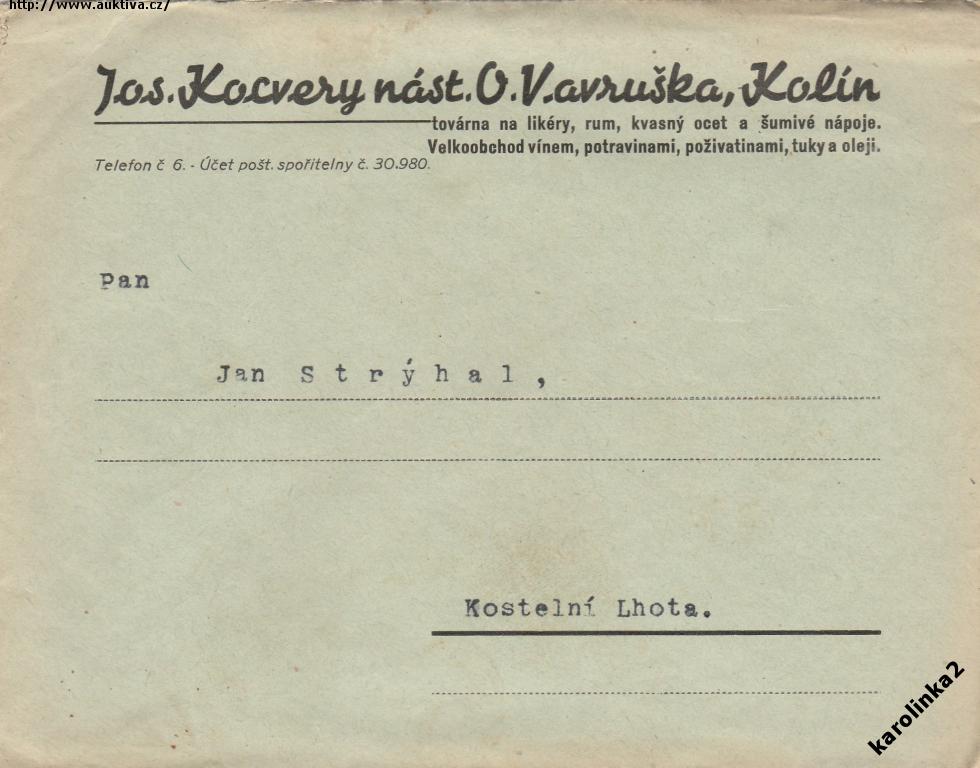 http://www.auktiva.cz/
Jos. Kocvery nást. O. Vavruška, Kolín
továrna na likéry, rum, kvasný ocet a šumivé nápoje.
Velkoobchod vínem, potravinami, poživatinami, tuky a oleji.
Telefon č 6. - Účet pošt. spořitelny č. 30.980.
Pan
Jan Strýhal,
Kostelní Lhota.
karolinka2